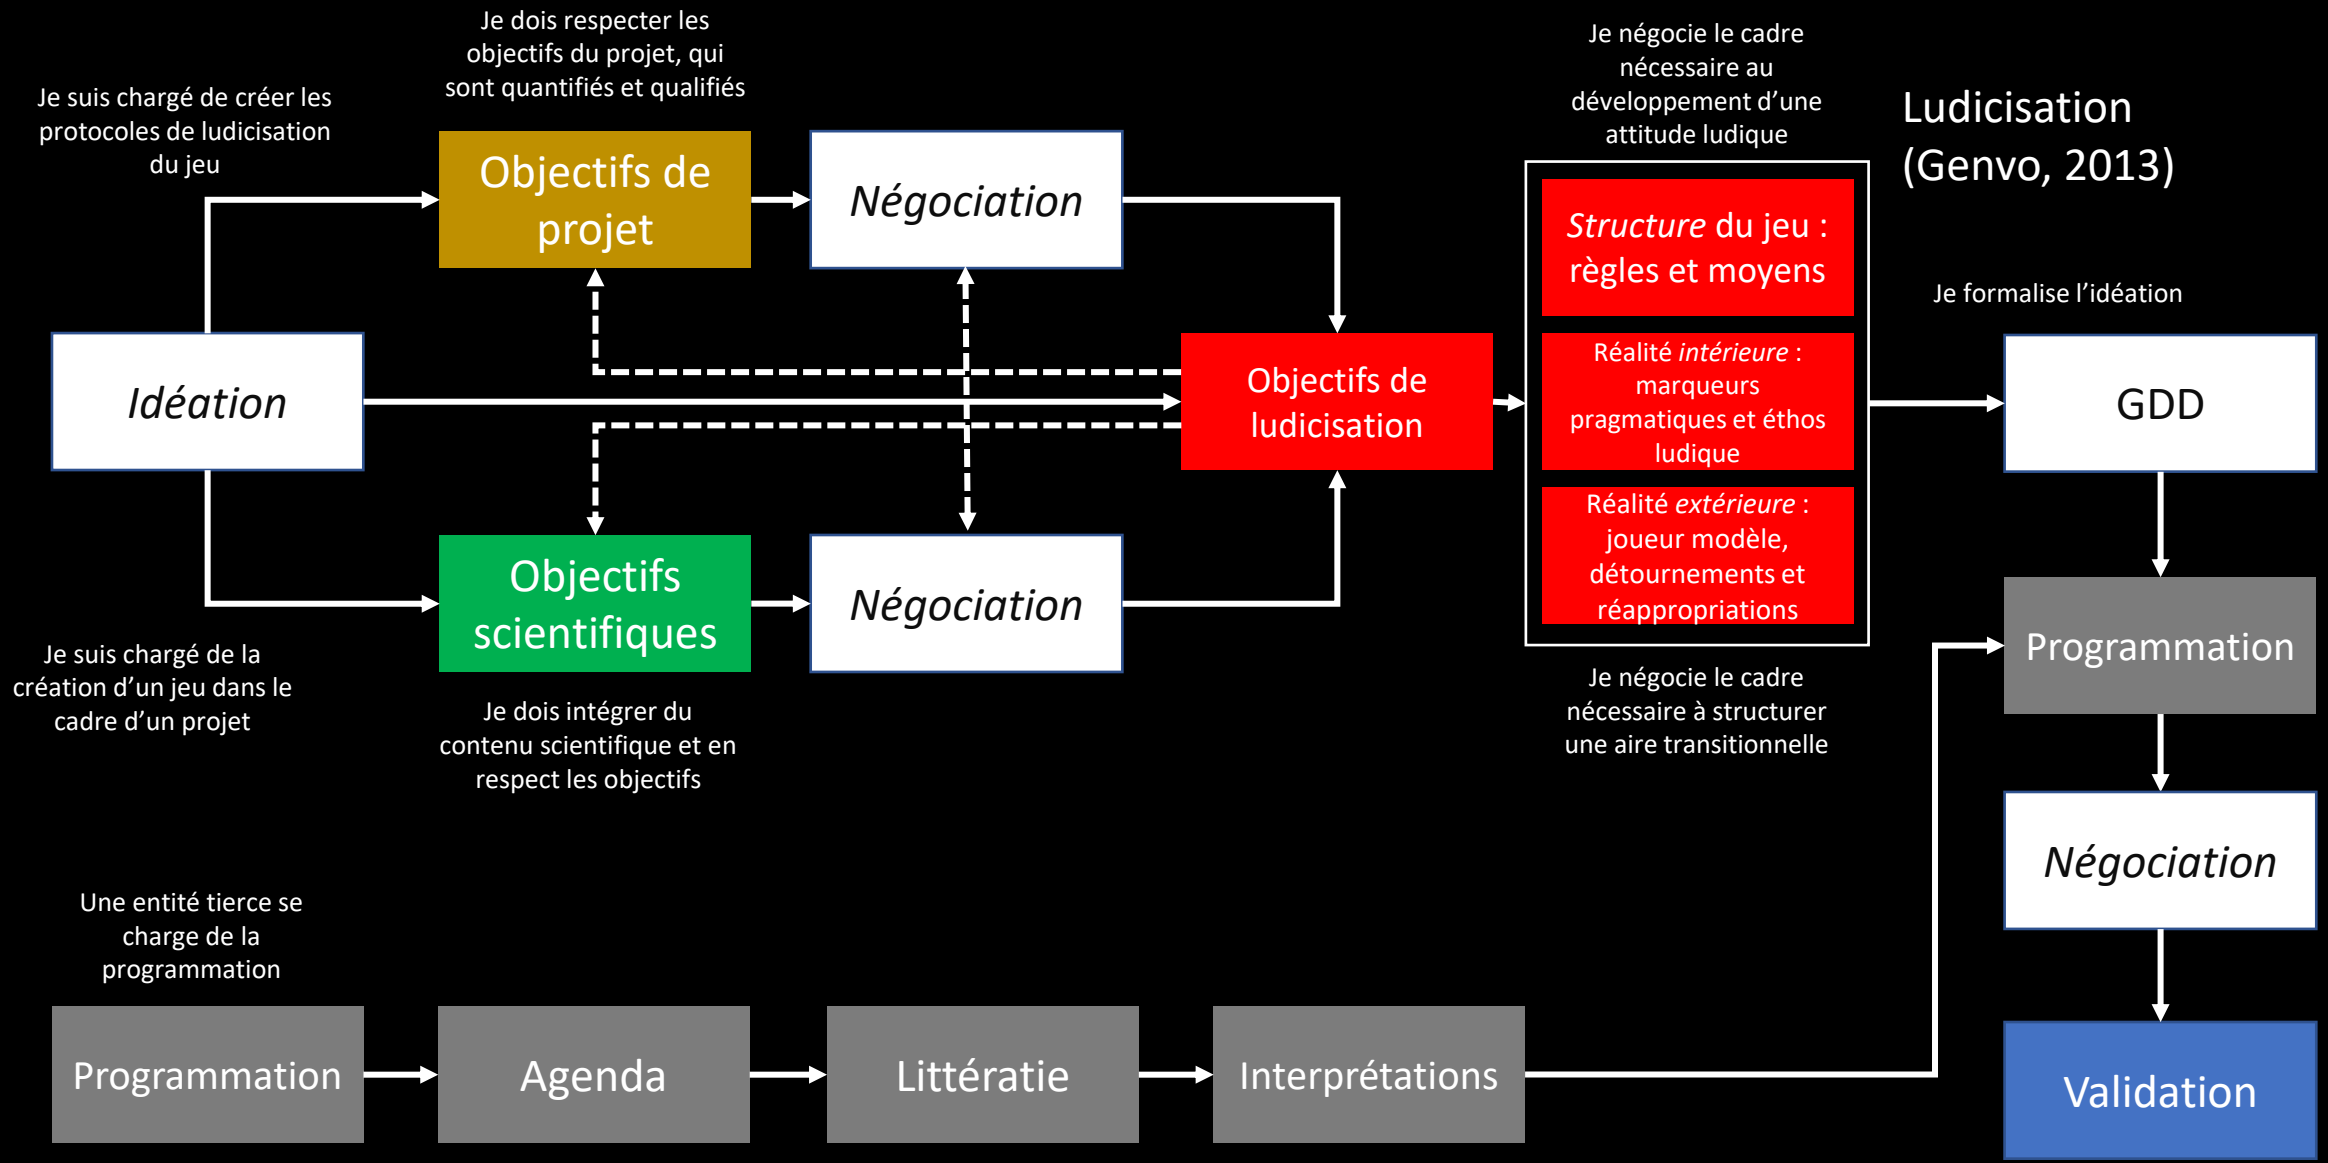 Je dois respecter les
objectifs du projet, qui
sont quantifiés et qualifiés
Je suis chargé de créer les
protocoles de ludicisation
du jeu
Objectifs de
projet
Négociation
Je négocie le cadre
nécessaire au
développement d’une
attitude ludique
Ludicisation
(Genvo, 2013)
Structure du jeu :
règles et moyens
Réalité intérieure :
marqueurs
pragmatiques et éthos
ludique
Réalité extérieure :
joueur modèle,
détournements et
réappropriations
Je formalise l’idéation
Idéation
Objectifs de
ludicisation
GDD
Objectifs
scientifiques
Négociation
Programmation
Je suis chargé de la
création d’un jeu dans le
cadre d’un projet
Je dois intégrer du
contenu scientifique et en
respect les objectifs
Je négocie le cadre
nécessaire à structurer
une aire transitionnelle
Négociation
Une entité tierce se
charge de la
programmation
Programmation
Agenda
Littératie
Interprétations
Validation